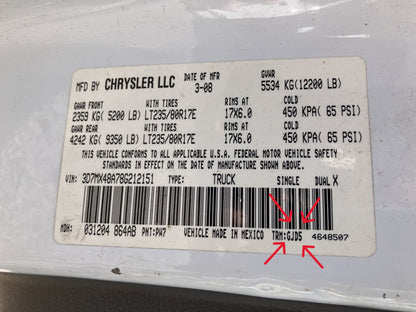 MFD BY CHRYSLER LLC DATE OF MFR 3-08 GVWR 5534 KG(12200 LB)
GAWR FRONT WITH TIRES RIMS AT COLD
2359 KG( 5200 LB) LT235/80R17E 17X6.0 450 KPA( 65 PSI)
GAWR REAR WITH TIRES RIMS AT COLD
4242 KG( 9350 LB) LT235/80R17E 17X6.0 450 KPA( 65 PSI)
THIS VEHICLE CONFORMS TO ALL APPLICABLE U.S.A. FEDERAL MOTOR VEHICLE SAFETY
STANDARDS IN EFFECT ON THE DATE OF MANUFACTURE SHOWN ABOVE
VIN: 3D7MX48A78G212151 TYPE: TRUCK SINGLE DUAL X
MDH: 031204 864AB PNT:PW7 VEHICLE MADE IN MEXICO TRM:GJD5 4648507